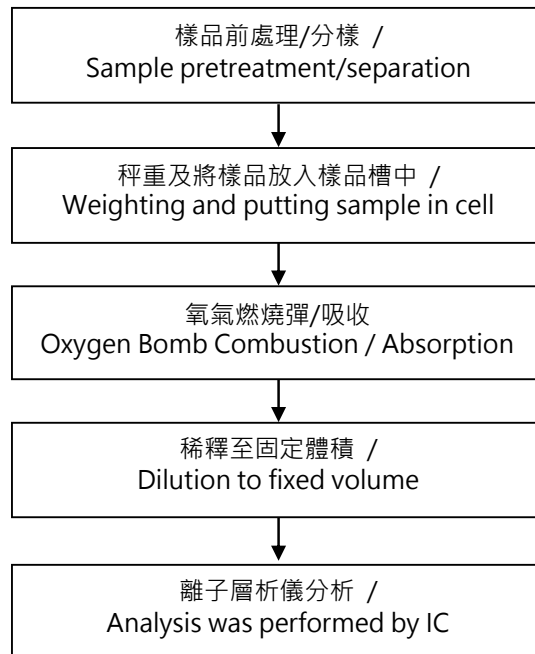 樣品前處理/分樣 /
Sample pretreatment/separation
秤重及將樣品放入樣品槽中 /
Weighting and putting sample in cell
氧氣燃燒彈/吸收
Oxygen Bomb Combustion / Absorption
稀釋至固定體積 /
Dilution to fixed volume
離子層析儀分析 /
Analysis was performed by IC